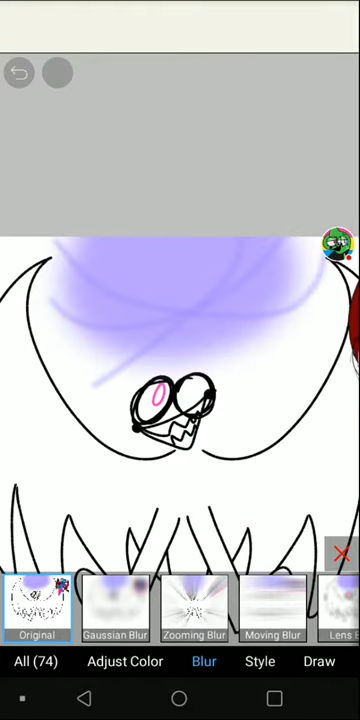 Original
Gaussian Blur
Zooming Blur
Moving Blur
Lens
All (74)
Adjust Color
Blur
Style
Draw